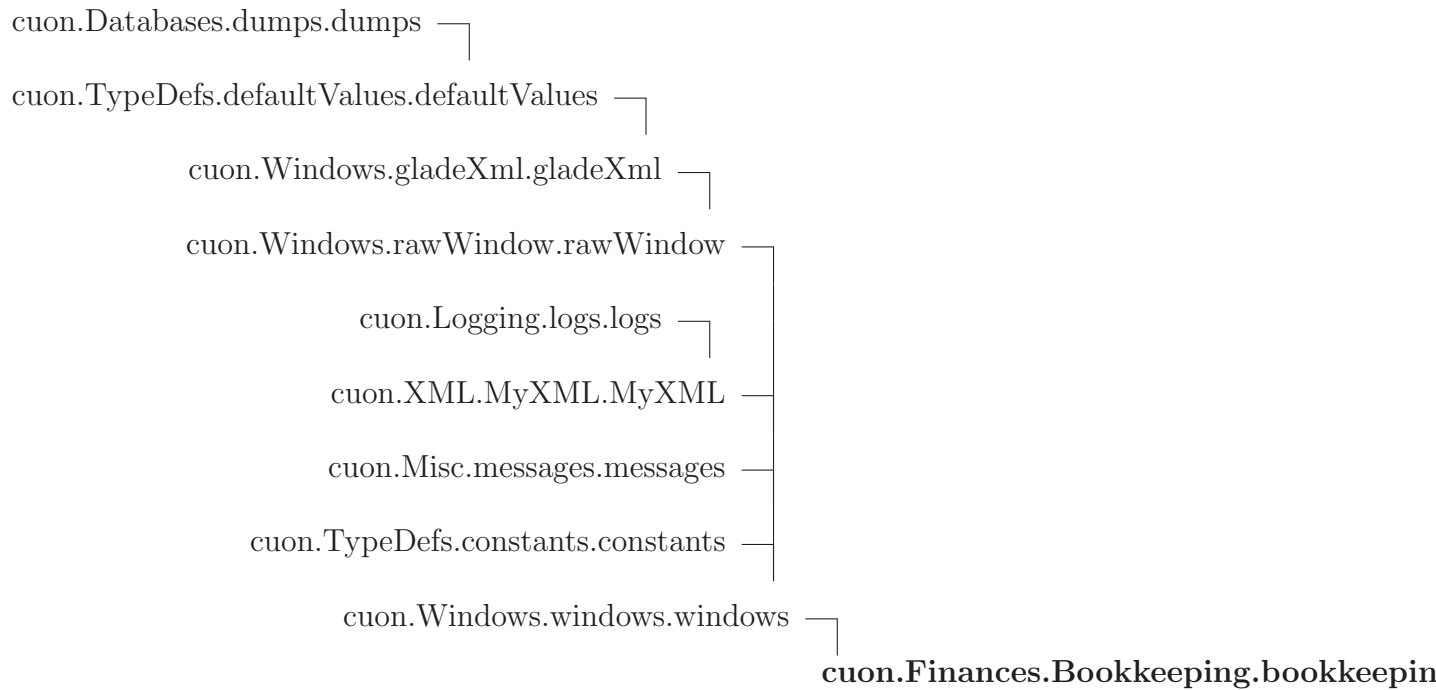 cuon.Databases.dumps.dumps
cuon.TypeDefs.defaultValues.defaultValues
cuon.Windows.gladeXml.gladeXml
cuon.Windows.rawWindow.rawWindow
cuon.Logging.logs.logs
cuon.XML.MyXML.MyXML
cuon.Misc.messages.messages
cuon.TypeDefs.constants.constants
cuon.Windows.windows.windows
cuon.Finances.Bookkeeping.bookkeepin